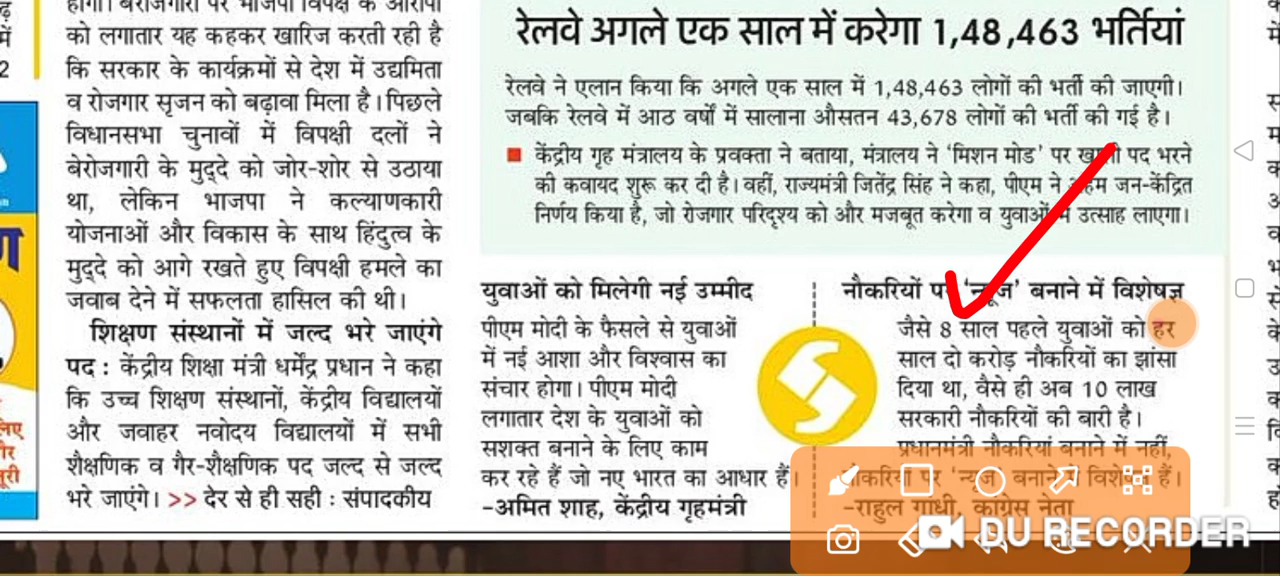 होगा। बेरोजगारी पर भाजपा विपक्ष के आरोपों
को लगातार यह कहकर खारिज करती रही है
कि सरकार के कार्यक्रमों से देश में उद्यमिता
व रोजगार सृजन को बढ़ावा मिला है। पिछले
विधानसभा चुनावों में विपक्षी दलों ने
बेरोजगारी के मुद्दे को जोर-शोर से उठाया
था, लेकिन भाजपा ने कल्याणकारी
योजनाओं और विकास के साथ हिंदुत्व के
मुद्दे को आगे रखते हुए विपक्षी हमले का
जवाब देने में सफलता हासिल की थी।
शिक्षण संस्थानों में जल्द भरे जाएंगे
पद : केंद्रीय शिक्षा मंत्री धर्मेंद्र प्रधान ने कहा
कि उच्च शिक्षण संस्थानों, केंद्रीय विद्यालयों
और जवाहर नवोदय विद्यालयों में सभी
शैक्षणिक व गैर-शैक्षणिक पद जल्द से जल्द
भरे जाएंगे। >> देर से ही सही : संपादकीय
रेलवे अगले एक साल में करेगा 1,48,463 भर्तियां
रेलवे ने एलान किया कि अगले एक साल में 1,48,463 लोगों की भर्ती की जाएगी।
जबकि रेलवे में आठ वर्षों में सालाना औसतन 43,678 लोगों की भर्ती की गई है।
केंद्रीय गृह मंत्रालय के प्रवक्ता ने बताया, मंत्रालय ने 'मिशन मोड' पर खाली पद भरने
की कवायद शुरू कर दी है। वहीं, राज्यमंत्री जितेंद्र सिंह ने कहा, पीएम ने अहम जन-केंद्रित
निर्णय किया है, जो रोजगार परिदृश्य को और मजबूत करेगा व युवाओं में उत्साह लाएगा।
युवाओं को मिलेगी नई उम्मीद
पीएम मोदी के फैसले से युवाओं
में नई आशा और विश्वास का
संचार होगा। पीएम मोदी
लगातार देश के युवाओं को
सशक्त बनाने के लिए काम
कर रहे हैं जो नए भारत का आधार हैं।
-अमित शाह, केंद्रीय गृहमंत्री
नौकरियों पर 'न्यूज' बनाने में विशेषज्ञ
जैसे 8 साल पहले युवाओं को हर
साल दो करोड़ नौकरियों का झांसा
दिया था, वैसे ही अब 10 लाख
सरकारी नौकरियों की बारी है।
प्रधानमंत्री नौकरियां बनाने में नहीं,
नौकरियों पर 'न्यूज' बनाने में विशेषज्ञ हैं।
-राहुल गांधी, कांग्रेस नेता
DU RECORDER